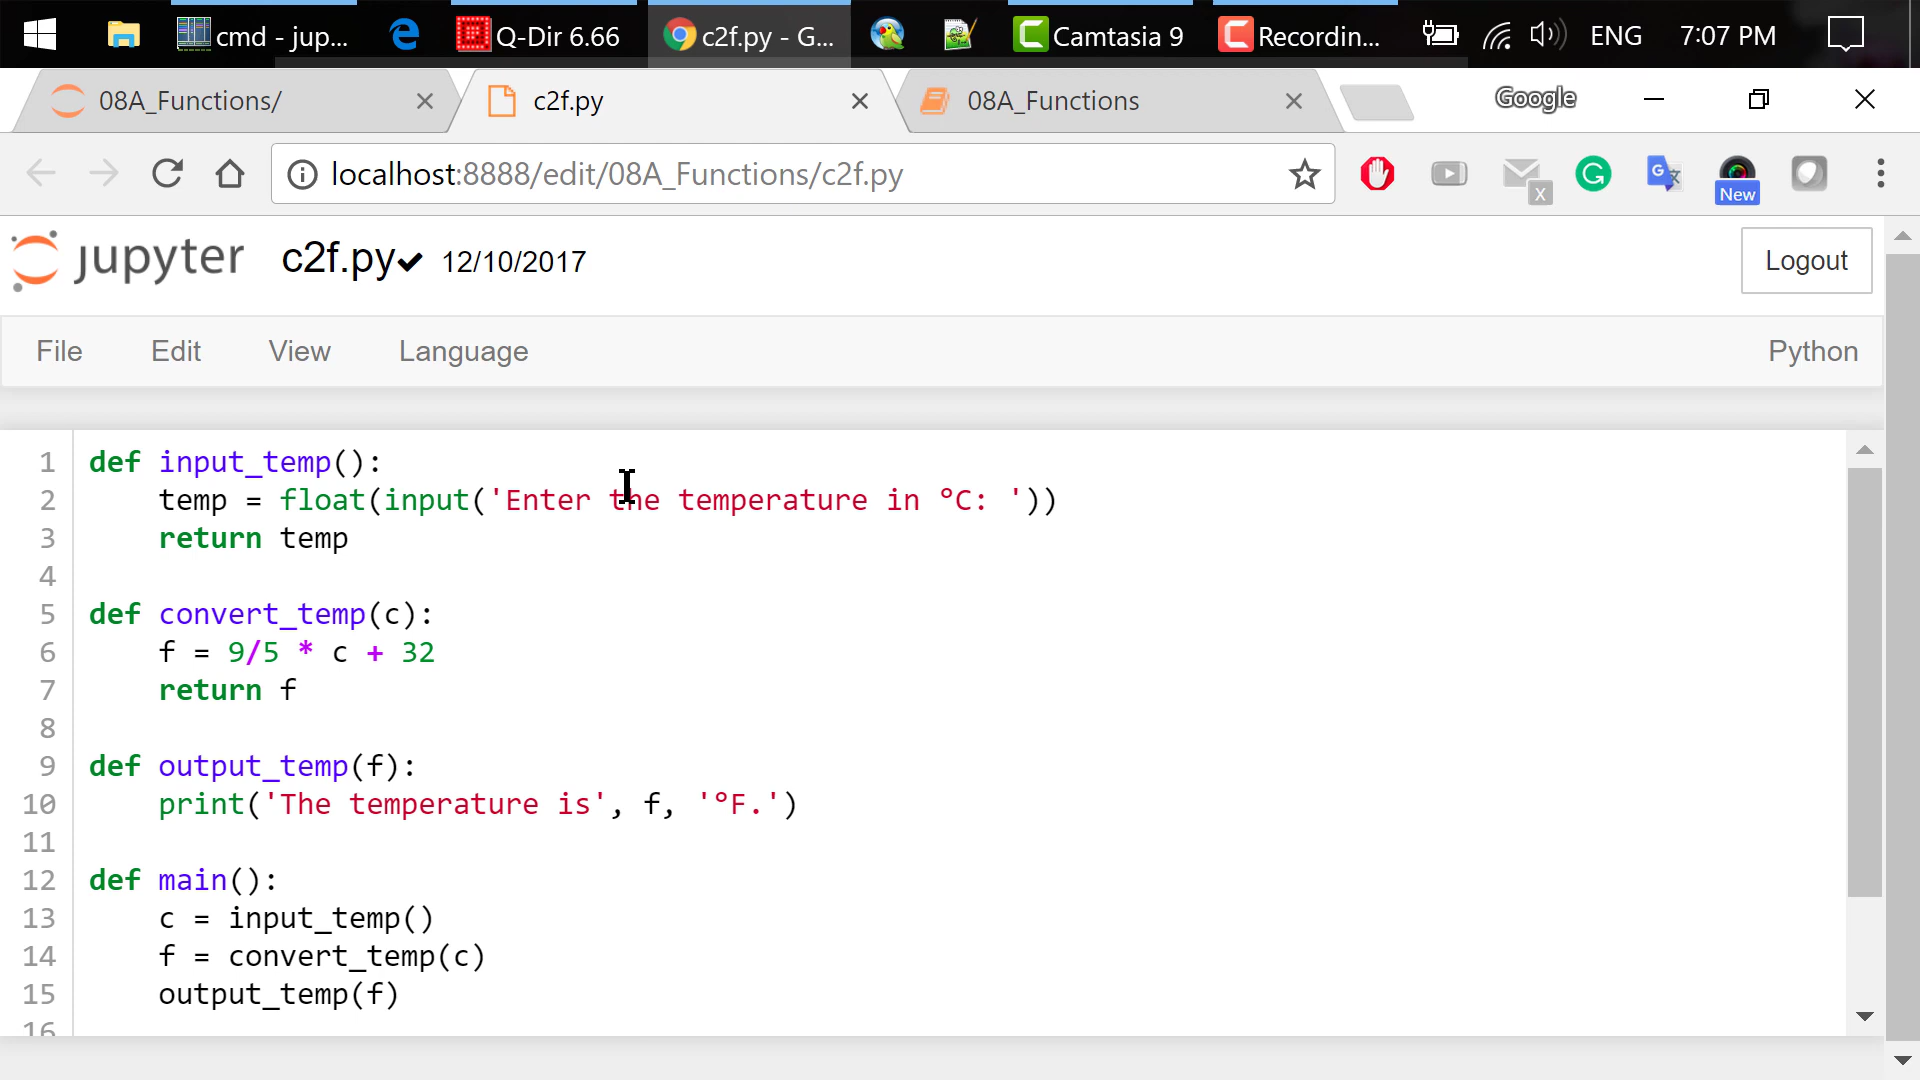 cmd - jup...
Q-Dir 6.66
c2f.py - G...
Camtasia 9
Recordin...
ENG
7:07 PM
08A_Functions/
c2f.py
08A_Functions
Google
localhost:8888/edit/08A_Functions/c2f.py
X
G
G
New
jupyter
c2f.py
12/10/2017
Logout
File
Edit
View
Language
Python
1 def input_temp():
2 temp = float(input('Enter the temperature in °C: '))
3 return temp
4
5 def convert_temp(c):
6 f = 9/5 * c + 32
7 return f
8
9 def output_temp(f):
10 print('The temperature is', f, '°F.')
11
12 def main():
13 c = input_temp()
14 f = convert_temp(c)
15 output_temp(f)
16